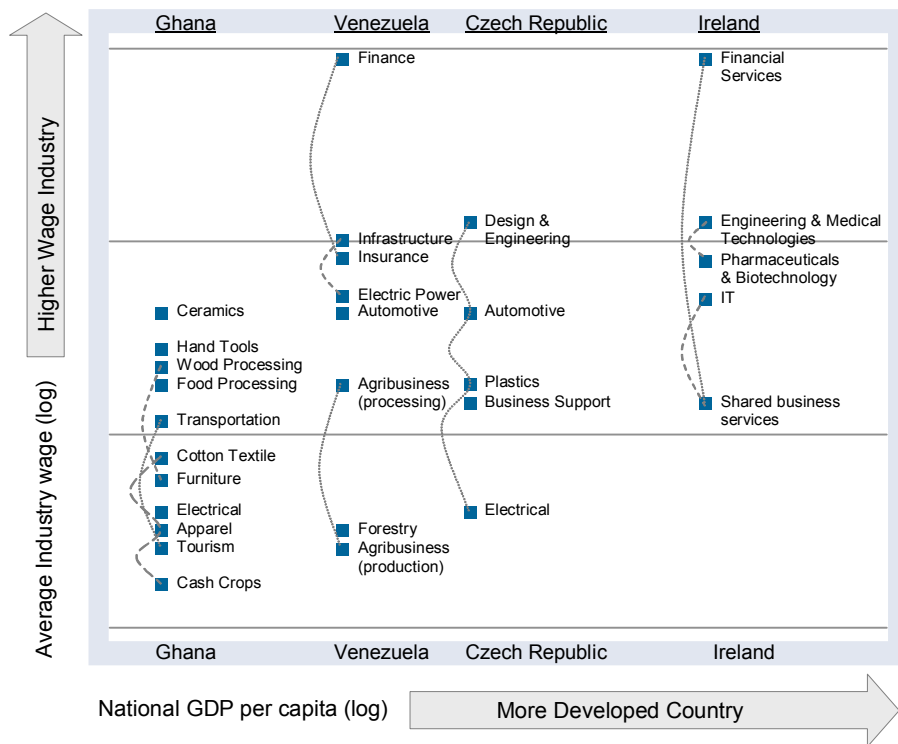 Ghana
Venezuela
Czech Republic
Ireland
Higher Wage Industry
Average Industry wage (log)
Ceramics
Hand Tools
Wood Processing
Food Processing
Transportation
Cotton Textile
Furniture
Electrical
Apparel
Tourism
Cash Crops
Finance
Infrastructure
Insurance
Electric Power
Automotive
Agribusiness
(processing)
Forestry
Agribusiness
(production)
Design &
Engineering
Automotive
Plastics
Business Support
Electrical
Financial
Services
Engineering & Medical
Technologies
Pharmaceuticals
& Biotechnology
IT
Shared business
services
Ghana
Venezuela
Czech Republic
Ireland
National GDP per capita (log)
More Developed Country